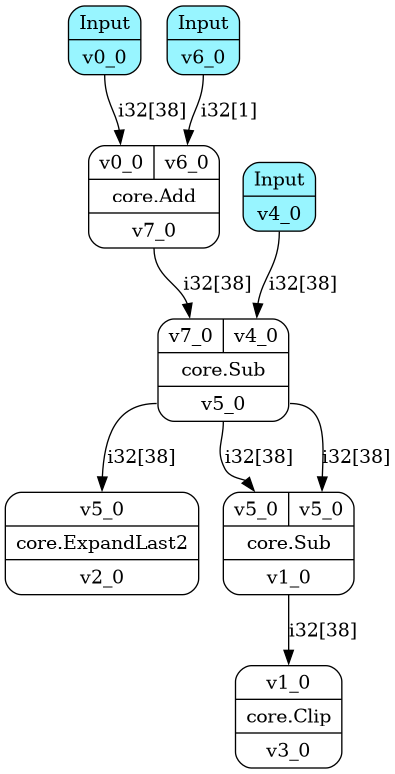 Input
v0_0
Input
v6_0
i32[38]
i32[1]
v0_0 v6_0
core.Add
v7_0
Input
v4_0
i32[38]
i32[38]
v7_0 v4_0
core.Sub
v5_0
i32[38]
i32[38]
i32[38]
v5_0
core.ExpandLast2
v2_0
v5_0 v5_0
core.Sub
v1_0
i32[38]
v1_0
core.Clip
v3_0